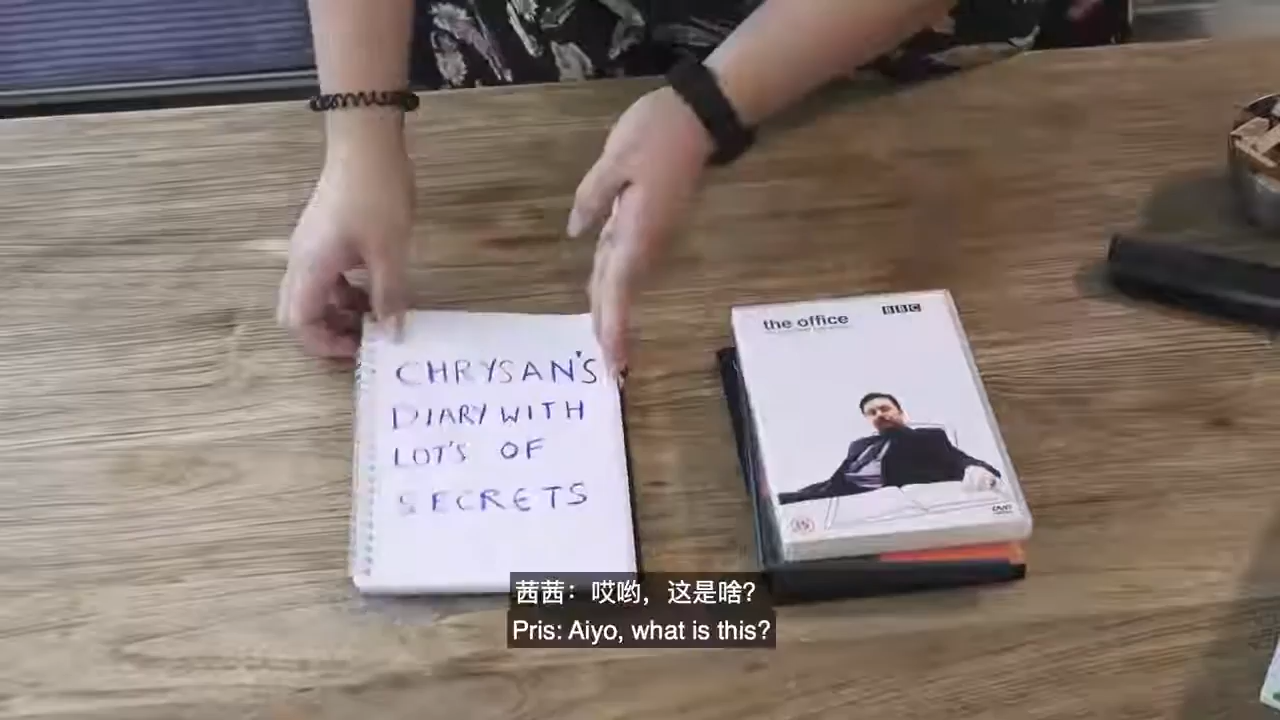 CHRYSAN'S
DIARY WITH
LOT'S OF
SECRETS
the office
BBC
DVD
茜茜：哎哟，这是啥？
Pris: Aiyo, what is this?